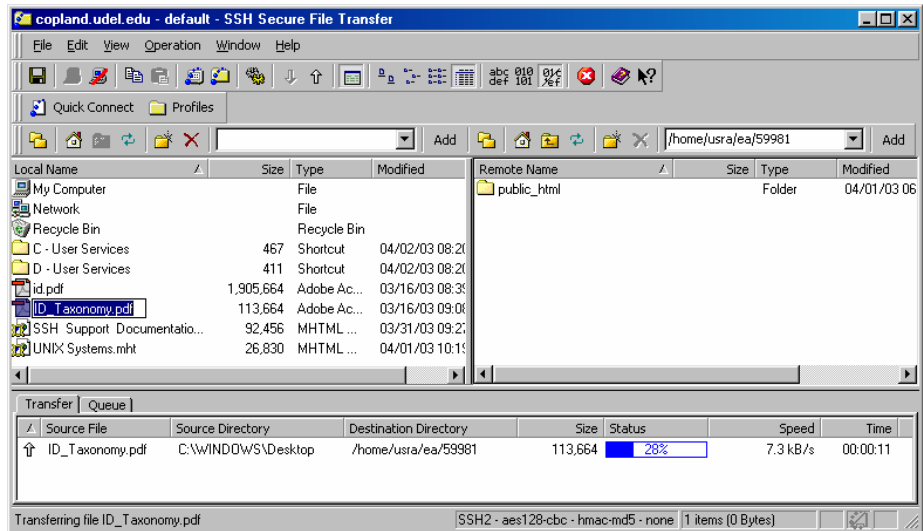 copland.udel.edu - default - SSH Secure File Transfer
File Edit View Operation Window Help
abc def 010 101
Quick Connect Profiles
Add /home/usra/ea/59981 Add
Local Name Size Type Modified Remote Name Size Type Modified
My Computer File public_html Folder 04/01/03 06
Network File
Recycle Bin Recycle Bin
C - User Services 467 Shortcut 04/02/03 08:20
D - User Services 411 Shortcut 04/02/03 08:20
id.pdf 1,905,664 Adobe Ac... 03/16/03 08:39
ID_Taxonomy.pdf 113,664 Adobe Ac... 03/16/03 09:08
SSH Support Documentatio... 92,456 MHTML ... 03/31/03 09:27
UNIX Systems.mht 26,830 MHTML ... 04/01/03 10:19
Transfer Queue
Source File Source Directory Destination Directory Size Status Speed Time
ID_Taxonomy.pdf C:\WINDOWS\Desktop /home/usra/ea/59981 113,664 28% 7.3 kB/s 00:00:11
Transferring file ID_Taxonomy.pdf SSH2 - aes128-cbc - hmac-md5 - none 1 items (0 Bytes)